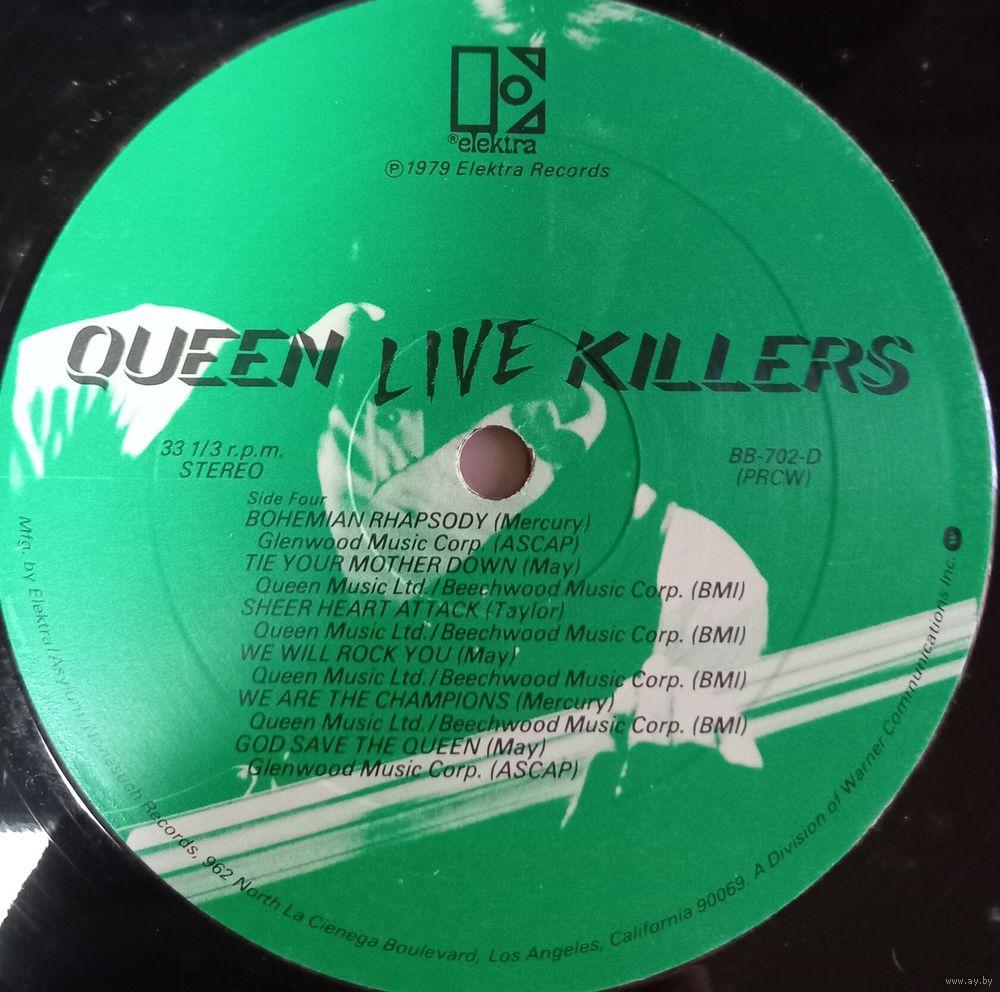 ®elektra
Ⓟ1979 Elektra Records
QUEEN LIVE KILLERS
33 1/3 r.p.m.
STEREO
BB-702-D
(PRCW)
Side Four
BOHEMIAN RHAPSODY (Mercury)
Glenwood Music Corp. (ASCAP)
TIE YOUR MOTHER DOWN (May)
Queen Music Ltd./Beechwood Music Corp. (BMI)
SHEER HEART ATTACK (Taylor)
Queen Music Ltd./Beechwood Music Corp. (BMI)
WE WILL ROCK YOU (May)
Queen Music Ltd./Beechwood Music Corp. (BMI)
WE ARE THE CHAMPIONS (Mercury)
Queen Music Ltd./Beechwood Music Corp. (BMI)
GOD SAVE THE QUEEN (May)
Glenwood Music Corp. (ASCAP)
Mfg. by Elektra/Asylum/Nonesuch Records, 962 North La Cienega Boulevard, Los Angeles, California 90069. A Division of Warner Communications Inc.
www.ay.by